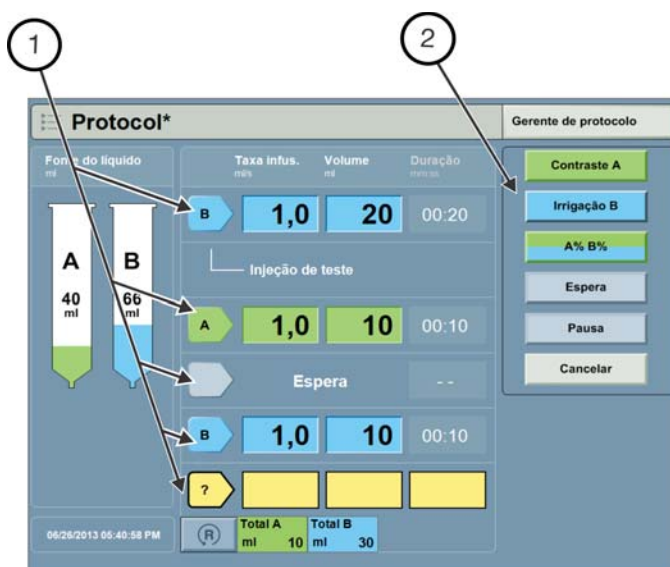 1
2
Protocol*
Gerente de protocolo
Fonte do líquido
ml
Taxa infus.
ml/s
Volume
ml
Duração
mm:ss
A
40
ml
B
66
ml
B
1,0
20
00:20
Injeção de teste
A
1,0
10
00:10
Espera
- -
B
1,0
10
00:10
?
Contraste A
Irrigação B
A% B%
Espera
Pausa
Cancelar
06/26/2013 05:40:58 PM
R
Total A
ml 10
Total B
ml 30